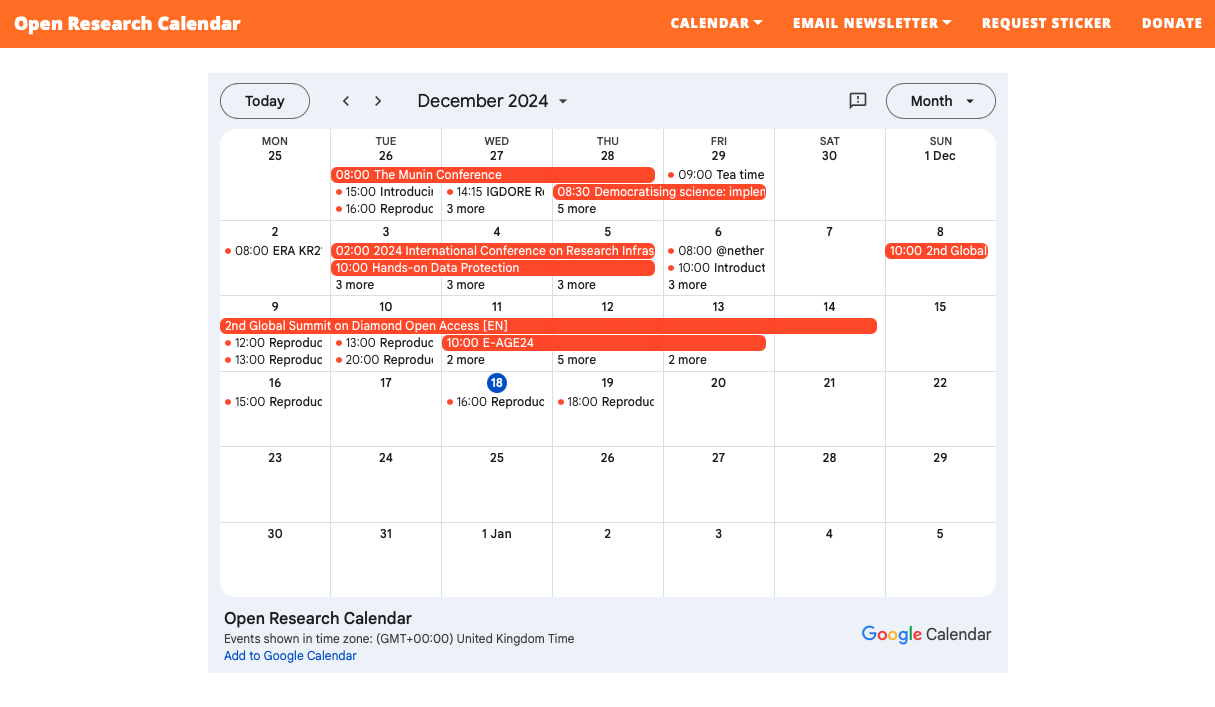 Open Research Calendar CALENDAR EMAIL NEWSLETTER REQUEST STICKER DONATE
Today December 2024 Month
MON TUE WED THU FRI SAT SUN
25 26 27 28 29 30 1 Dec
08:00 The Munin Conference 09:00 Tea time
15:00 Introducin 14:15 IGDORE Re 08:30 Democratising science: implem
16:00 Reproduc 3 more 5 more
2 3 4 5 6 7 8
08:00 ERA KR21 02:00 2024 International Conference on Research Infras 08:00 @nether 10:00 2nd Global
10:00 Hands-on Data Protection 10:00 Introduct
3 more 3 more 3 more 3 more
9 10 11 12 13 14 15
2nd Global Summit on Diamond Open Access [EN]
12:00 Reproduc 13:00 Reproduc 10:00 E-AGE24
13:00 Reproduc 20:00 Reprodu 2 more 5 more 2 more
16 17 18 19 20 21 22
15:00 Reproduc 16:00 Reproduc 18:00 Reproduc
23 24 25 26 27 28 29
30 31 1 Jan 2 3 4 5
Open Research Calendar
Events shown in time zone: (GMT+00:00) United Kingdom Time
Add to Google Calendar
Google Calendar